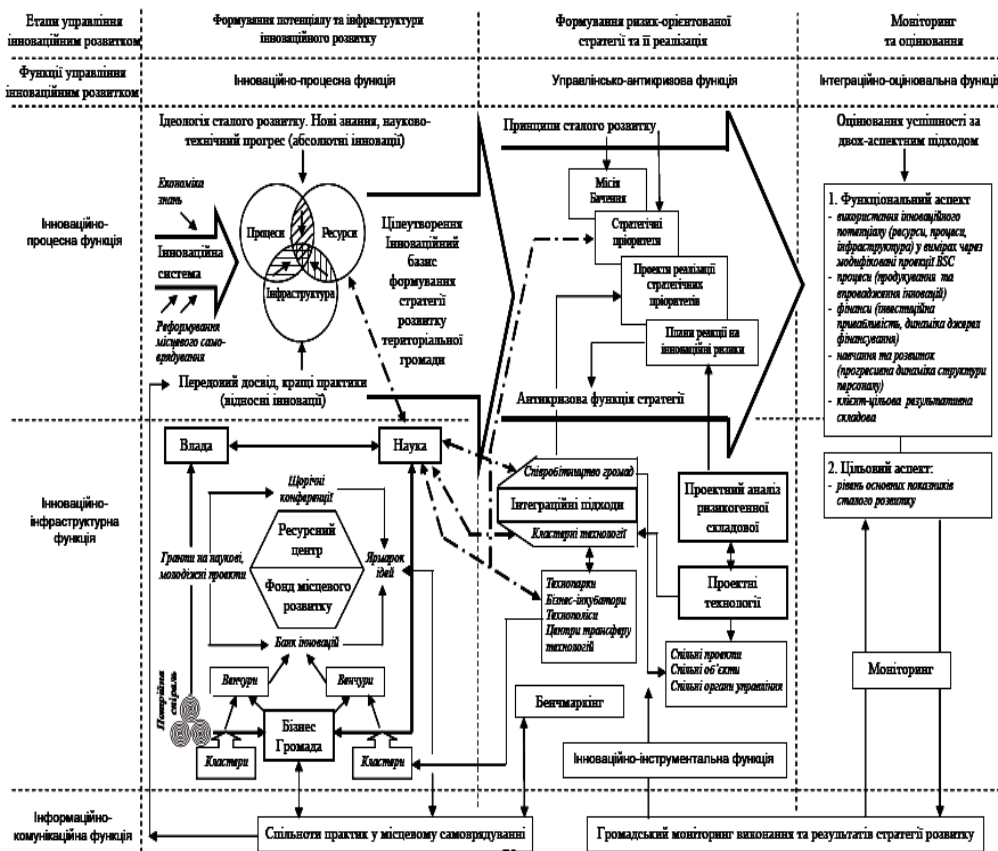 Етапи управління
інноваційним розвитком
Формування потенціалу та інфраструктури
інноваційного розвитку
Формування ризик-орієнтованої
стратегії та її реалізація
Моніторинг
та оцінювання
Функції управління
інноваційним розвитком
Інноваційно-процесна функція
Управлінсько-антикризова функція
Інтеграційно-оцінювальна функція
Інноваційно-
процесна функція
Ідеологія сталого розвитку. Нові знання, науково-
технічний прогрес (абсолютні інновації)
Економіка
знань
Інноваційна
система
Реформування
місцевого само-
врядування
Процеси
Ресурси
Інфраструктура
Цілеутворення
Інноваційний
базис
формування
стратегії
розвитку
територіальної
громади
Передовий досвід, кращі практики
(відносні інновації)
Принципи сталого розвитку
Місія
Бачення
Стратегічні
пріоритети
Проекти реалізації
стратегічних
пріоритетів
Плани реакції на
інноваційні ризики
Антикризова функція стратегії
Оцінювання успішності за
двох-аспектним підходом
1. Функціональний аспект
- використання інноваційного
потенціалу (ресурси, процеси,
інфраструктура) у вимірах через
модифіковані проекції BSC
- процеси (продукування та
впровадження інновацій)
- фінанси (інвестиційна
привабливість, динаміка джерел
фінансування)
- навчання та розвиток
(прогресивна динаміка структури
персоналу)
- клієнт-цільова результативна
складова
2. Цільовий аспект:
- рівень основних показників
сталого розвитку
Інноваційно-
інфраструктурна
функція
Влада
Наука
Щорічні
конференції
Ресурсний
центр
Фонд місцевого
розвитку
Гранти на наукові,
молодіжні проекти
Ярмарок
ідей
Банк інновацій
Венчури
Венчури
Потрійна
спіраль
Бізнес
Громада
Кластери
Кластери
Співробітництво громад
Інтеграційні підходи
Кластерні технології
Технопарки
Бізнес-інкубатори
Технополіси
Центри трансферу
технологій
Проектний аналіз
ризикогенної
складової
Проектні
технології
Спільні проекти
Спільні об'єкти
Спільні органи управління
Бенчмаркінг
Моніторинг
Інноваційно-інструментальна функція
Інформаційно-
комунікаційна функція
Спільноти практик у місцевому самоврядуванні
Громадський моніторинг виконання та результатів стратегії розвитку